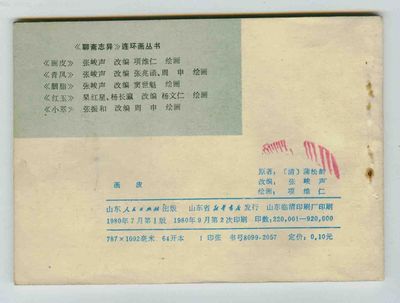 《聊斋志异》连环画丛书
《画皮》 张峻声 改编 项维仁 绘画
《青凤》 张峻声 改编 张兆函、周 申 绘画
《胭脂》 张峻声 改编 窦世魁 绘画
《红玉》 杲红星、杨长瀛 改编 杨文仁 绘画
《小翠》 张振和 改编 周 申 绘画
画 皮
原著：〔清〕蒲松龄
改编： 张 峻 声
绘画： 项 维 仁
山东人民出版社出版 山东省新华书店发行 山东临清印刷厂印刷
1980年7月第1版 1980年9月第2次印刷 印数：220,001—920,000
787×1092毫米 64开本 1印张 书号8099·2057 定价：0.10元